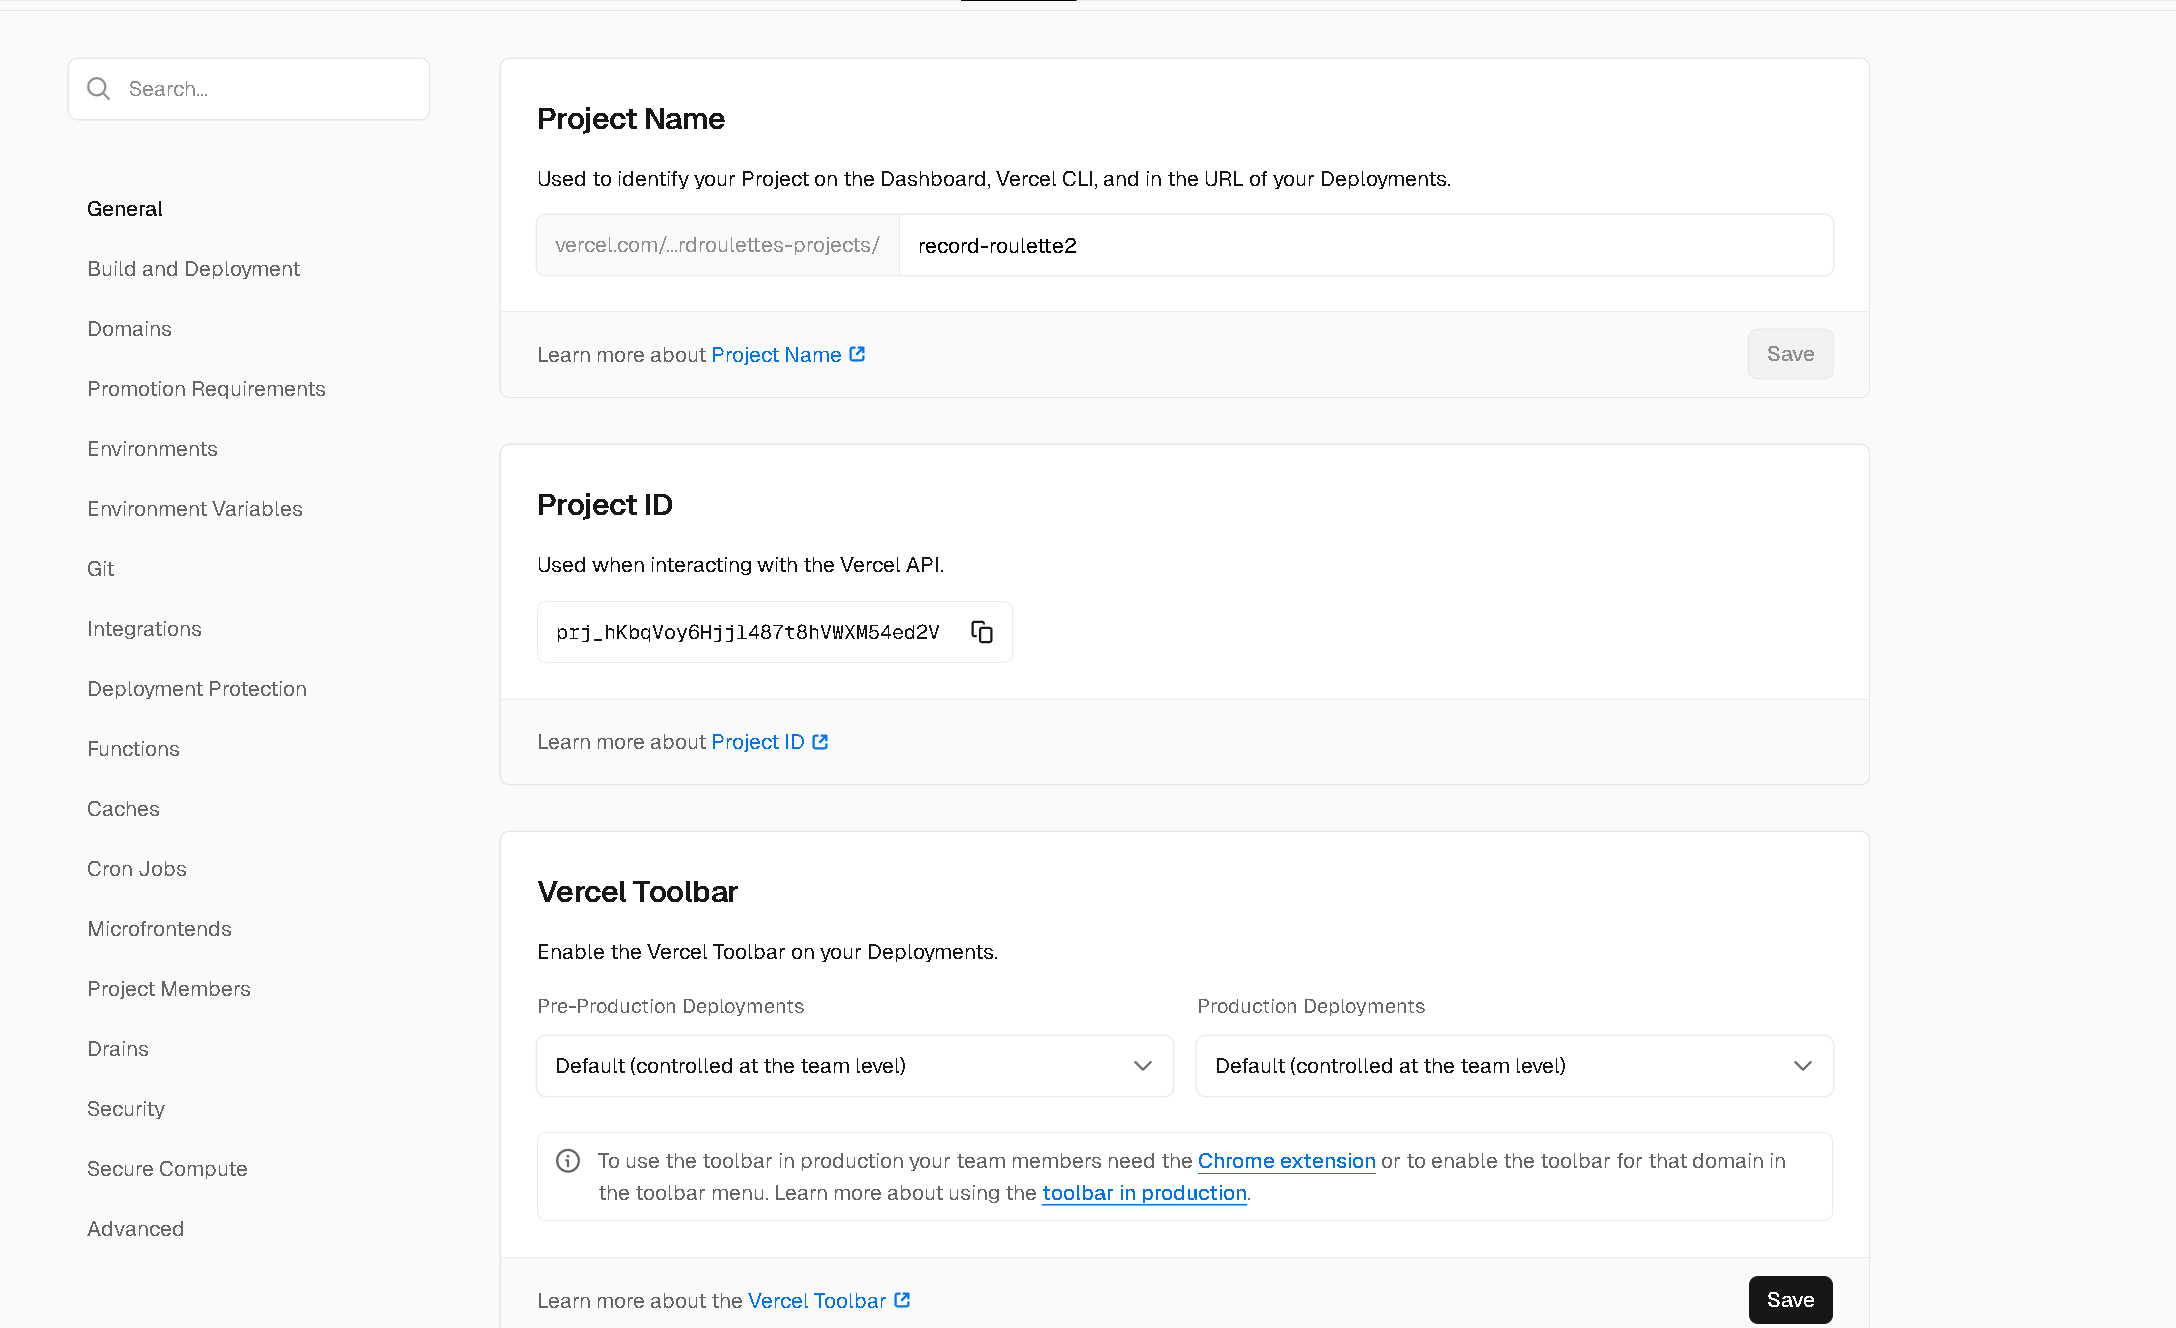 Search...
General
Build and Deployment
Domains
Promotion Requirements
Environments
Environment Variables
Git
Integrations
Deployment Protection
Functions
Caches
Cron Jobs
Microfrontends
Project Members
Drains
Security
Secure Compute
Advanced
Project Name
Used to identify your Project on the Dashboard, Vercel CLI, and in the URL of your Deployments.
vercel.com/...rdroulettes-projects/ record-roulette2
Learn more about Project Name
Save
Project ID
Used when interacting with the Vercel API.
prj_hKbqVoy6Hjjl487t8hVWXM54ed2V
Learn more about Project ID
Vercel Toolbar
Enable the Vercel Toolbar on your Deployments.
Pre-Production Deployments
Default (controlled at the team level)
Production Deployments
Default (controlled at the team level)
To use the toolbar in production your team members need the Chrome extension or to enable the toolbar for that domain in
the toolbar menu. Learn more about using the toolbar in production.
Learn more about the Vercel Toolbar
Save